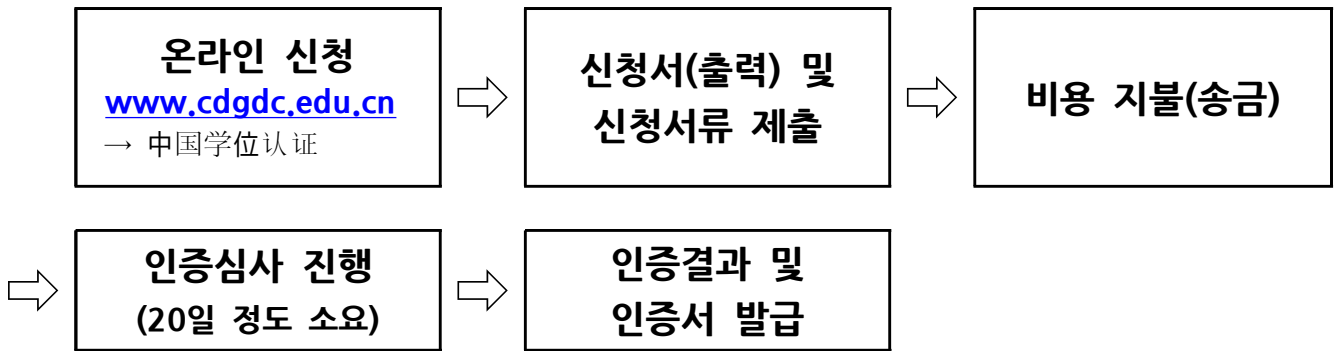 온라인 신청
www.cdgdc.edu.cn
→ 中国学位认证
신청서(출력) 및
신청서류 제출
비용 지불(송금)
인증심사 진행
(20일 정도 소요)
인증결과 및
인증서 발급